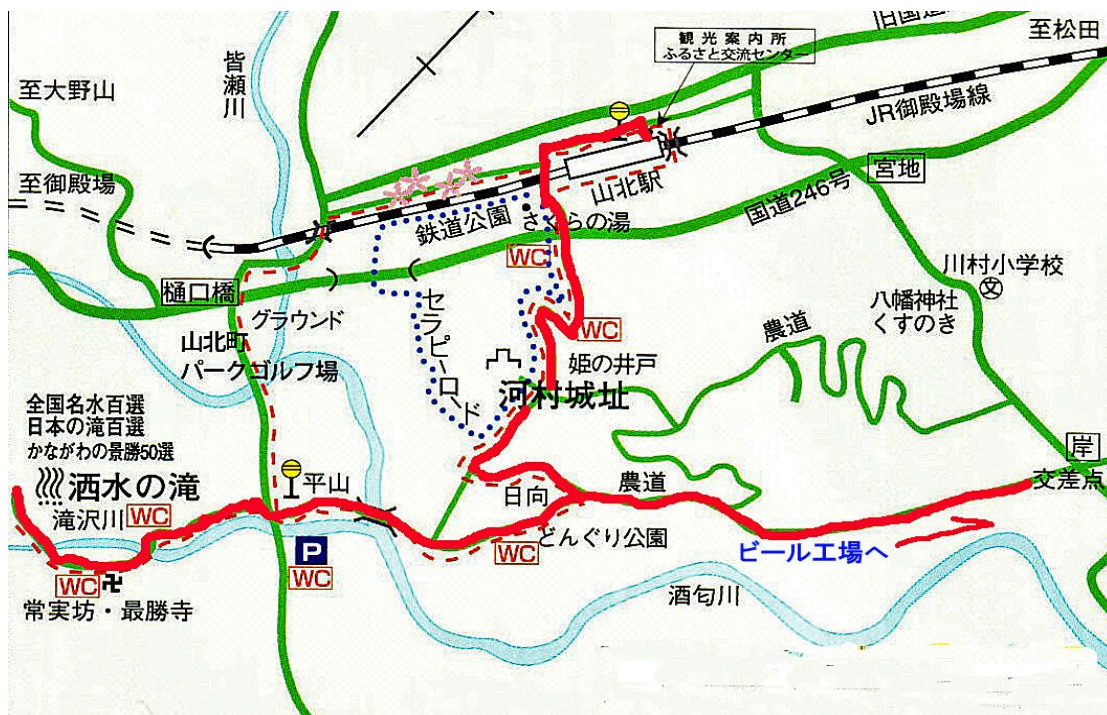 観光案内所
ふるさと交流センター
至松田
皆瀬川
至大野山
JR御殿場線
宮地
至御殿場
山北駅
国道246号
鉄道公園
さくらの湯
WC
川村小学校
文
樋口橋
グラウンド
セラピーロード
八幡神社
くすのき
農道
WC
山北町
パークゴルフ場
姫の井戸
河村城址
全国名水百選
日本の滝百選
かながわの景勝50選
洒水の滝
岸
交差点
平山
日向
農道
滝沢川
WC
どんぐり公園
WC
ビール工場へ
P
WC
WC
卍
常実坊・最勝寺
酒匂川